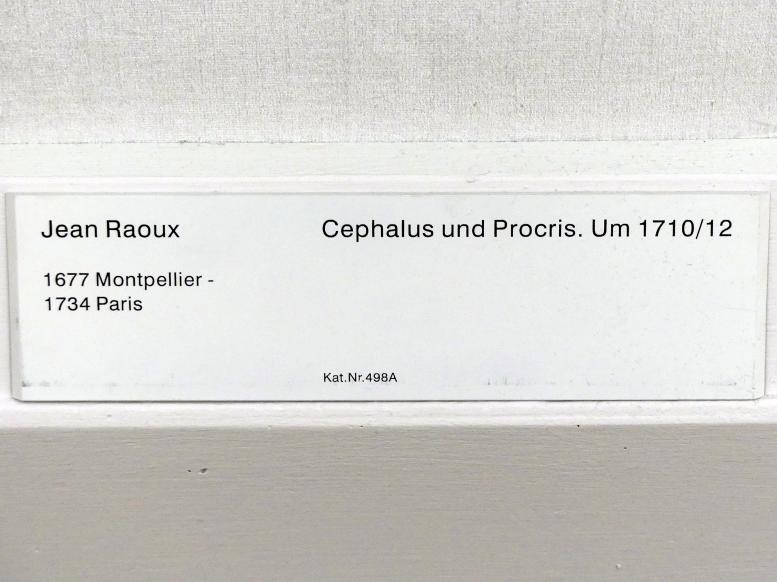 Jean Raoux
Cephalus und Procris. Um 1710/12
1677 Montpellier -
1734 Paris
Kat.Nr.498A